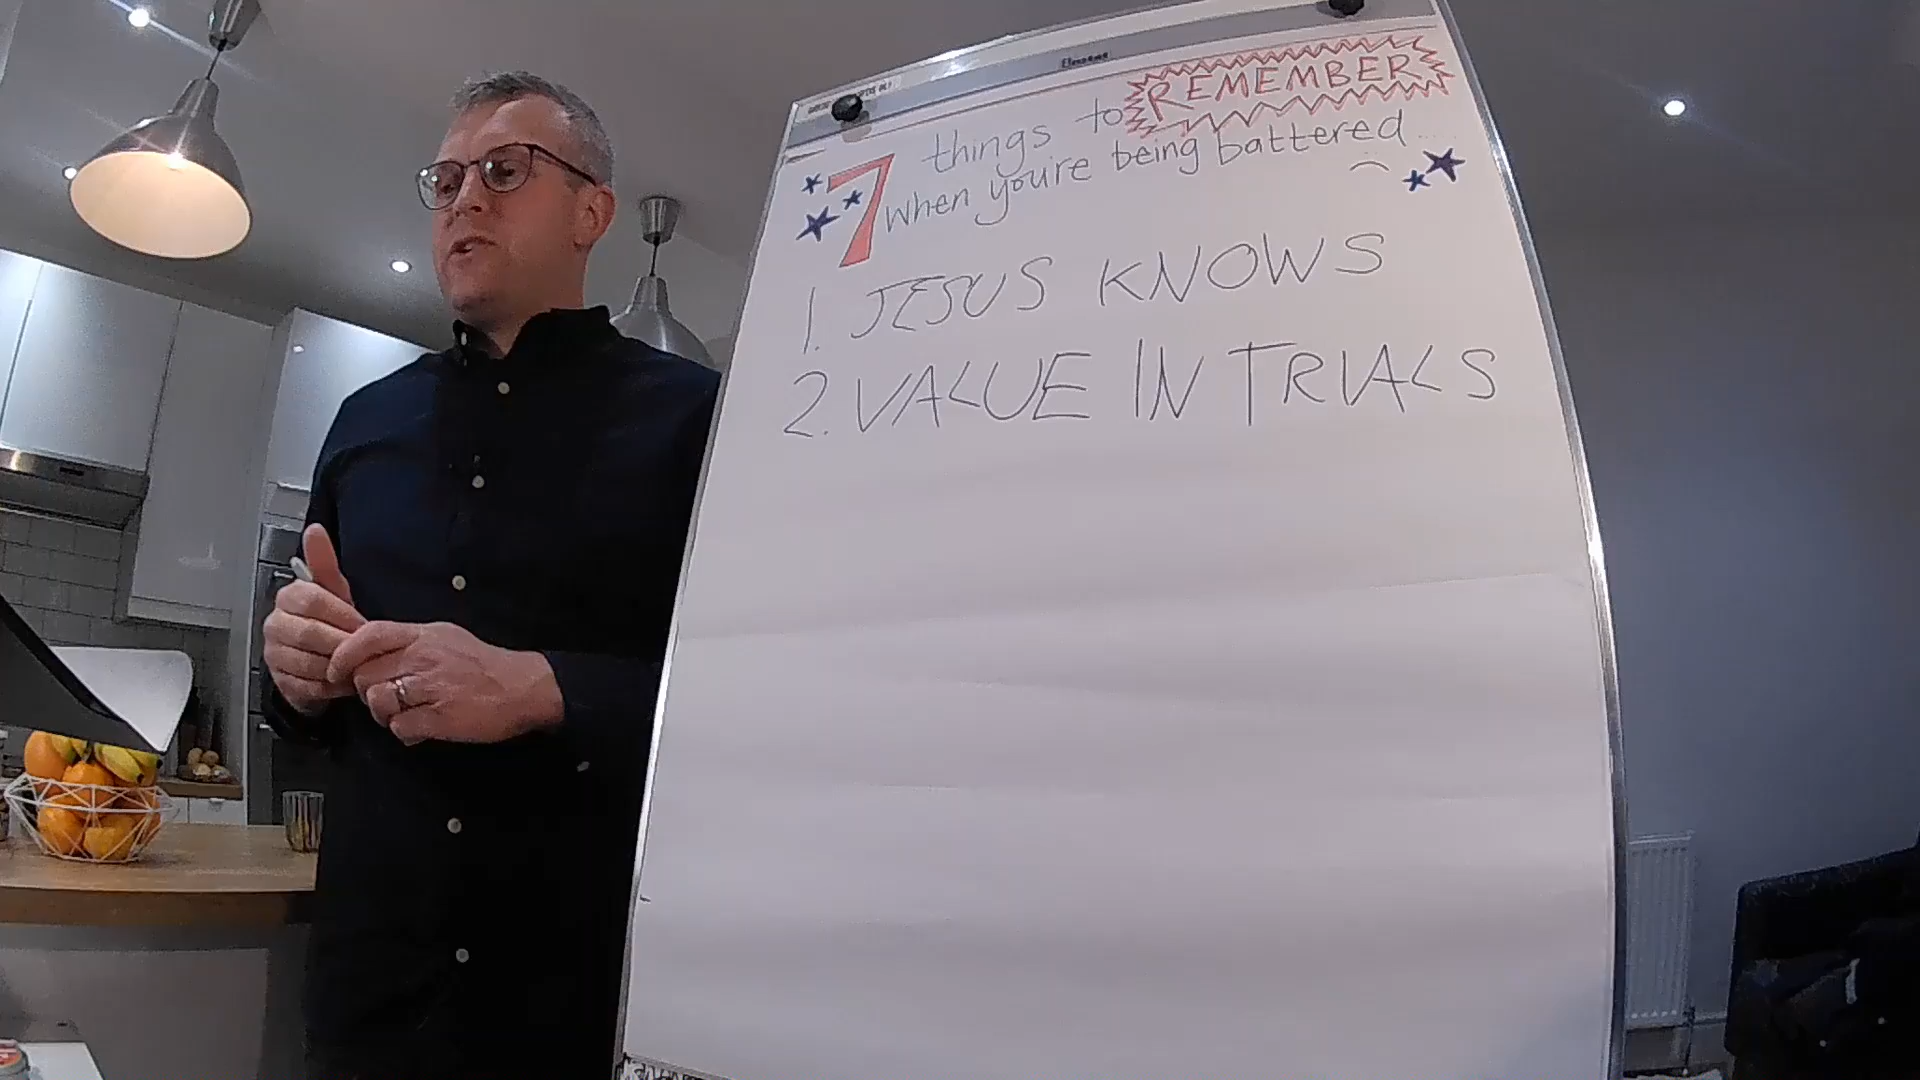 7 things to REMEMBER
when you're being battered...
1. JESUS KNOWS
2. VALUE IN TRIALS